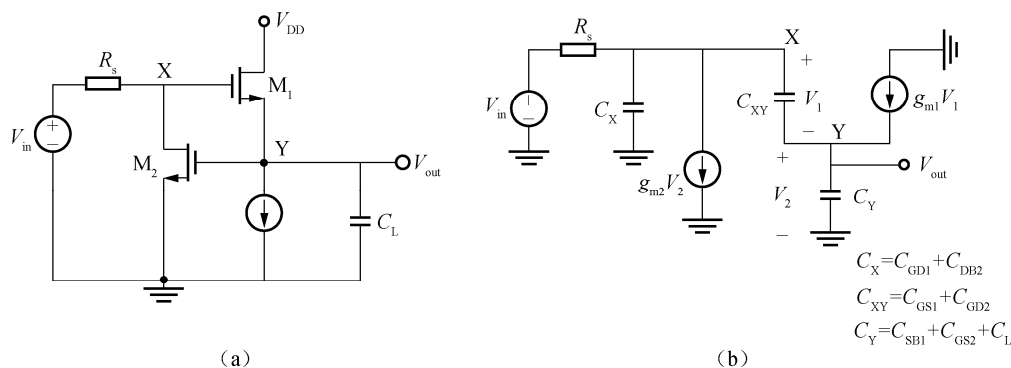 V_DD
R_s
X
M_1
V_in
+
−
M_2
Y
V_out
C_L
(a)
R_s
X
+
V_in
+
−
C_X
C_XY
V_1
g_m1V_1
−
Y
+
V_out
g_m2V_2
V_2
C_Y
−
C_X=C_GD1+C_DB2
C_XY=C_GS1+C_GD2
C_Y=C_SB1+C_GS2+C_L
(b)